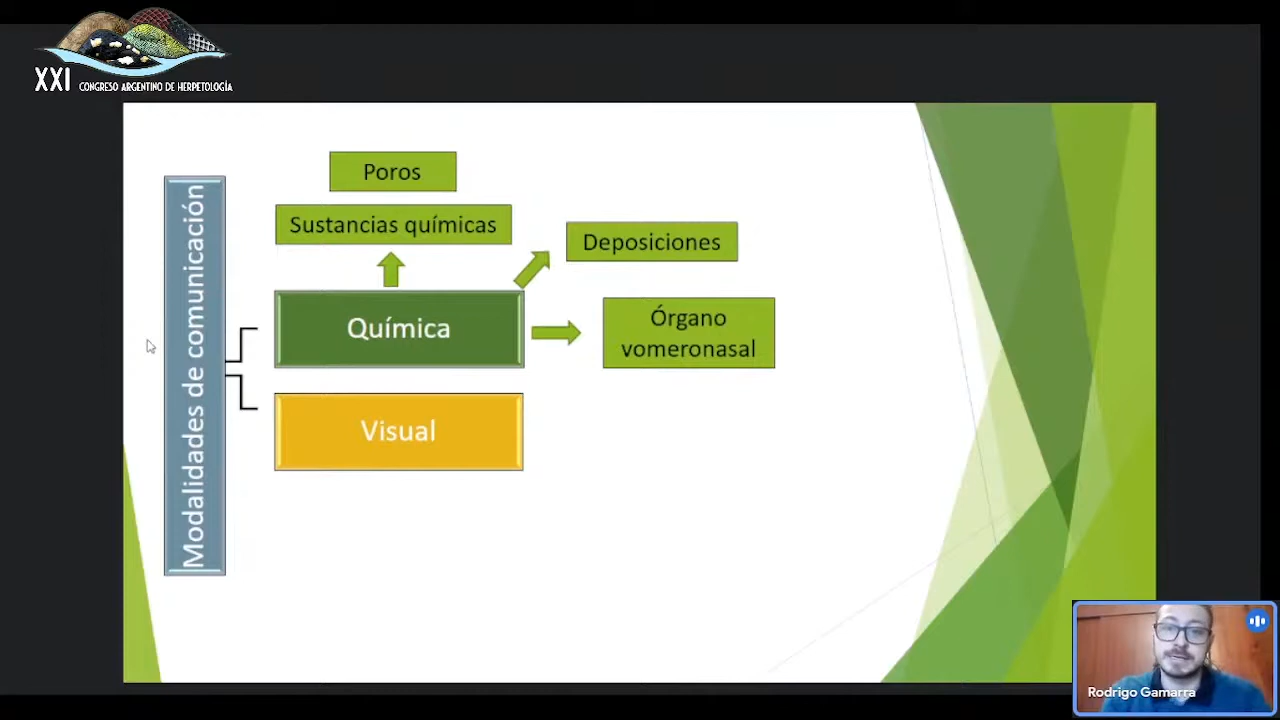 XXI CONGRESO ARGENTINO DE HERPETOLOGÍA
Modalidades de comunicación
Poros
Sustancias químicas
Deposiciones
Química
Órgano
vomeronasal
Visual
Rodrigo Gamarra